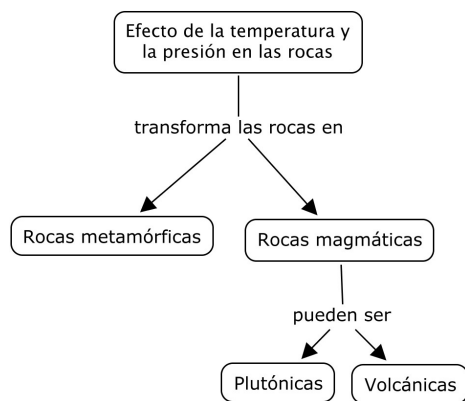 Efecto de la temperatura y
la presión en las rocas
transforma las rocas en
Rocas metamórficas
Rocas magmáticas
pueden ser
Plutónicas
Volcánicas